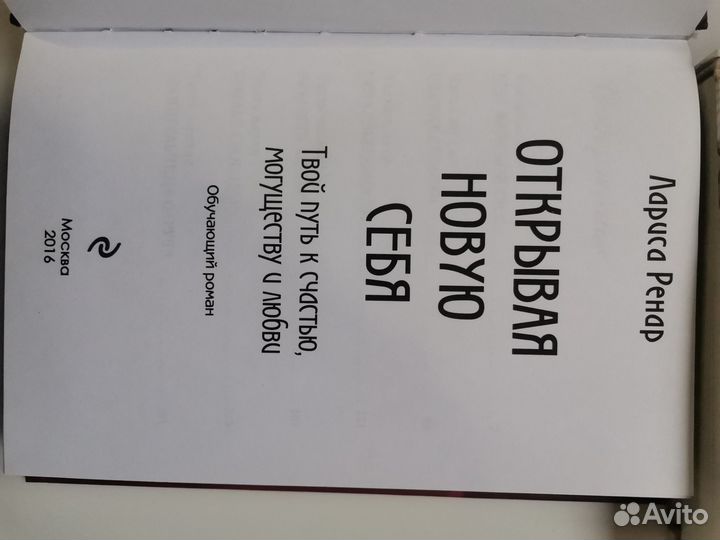 Лариса Ренар
ОТКРЫВАЯ
НОВУЮ
СЕБЯ
Твой путь к счастью,
могуществу и любви
Обучающий роман
Москва
2016
Avito